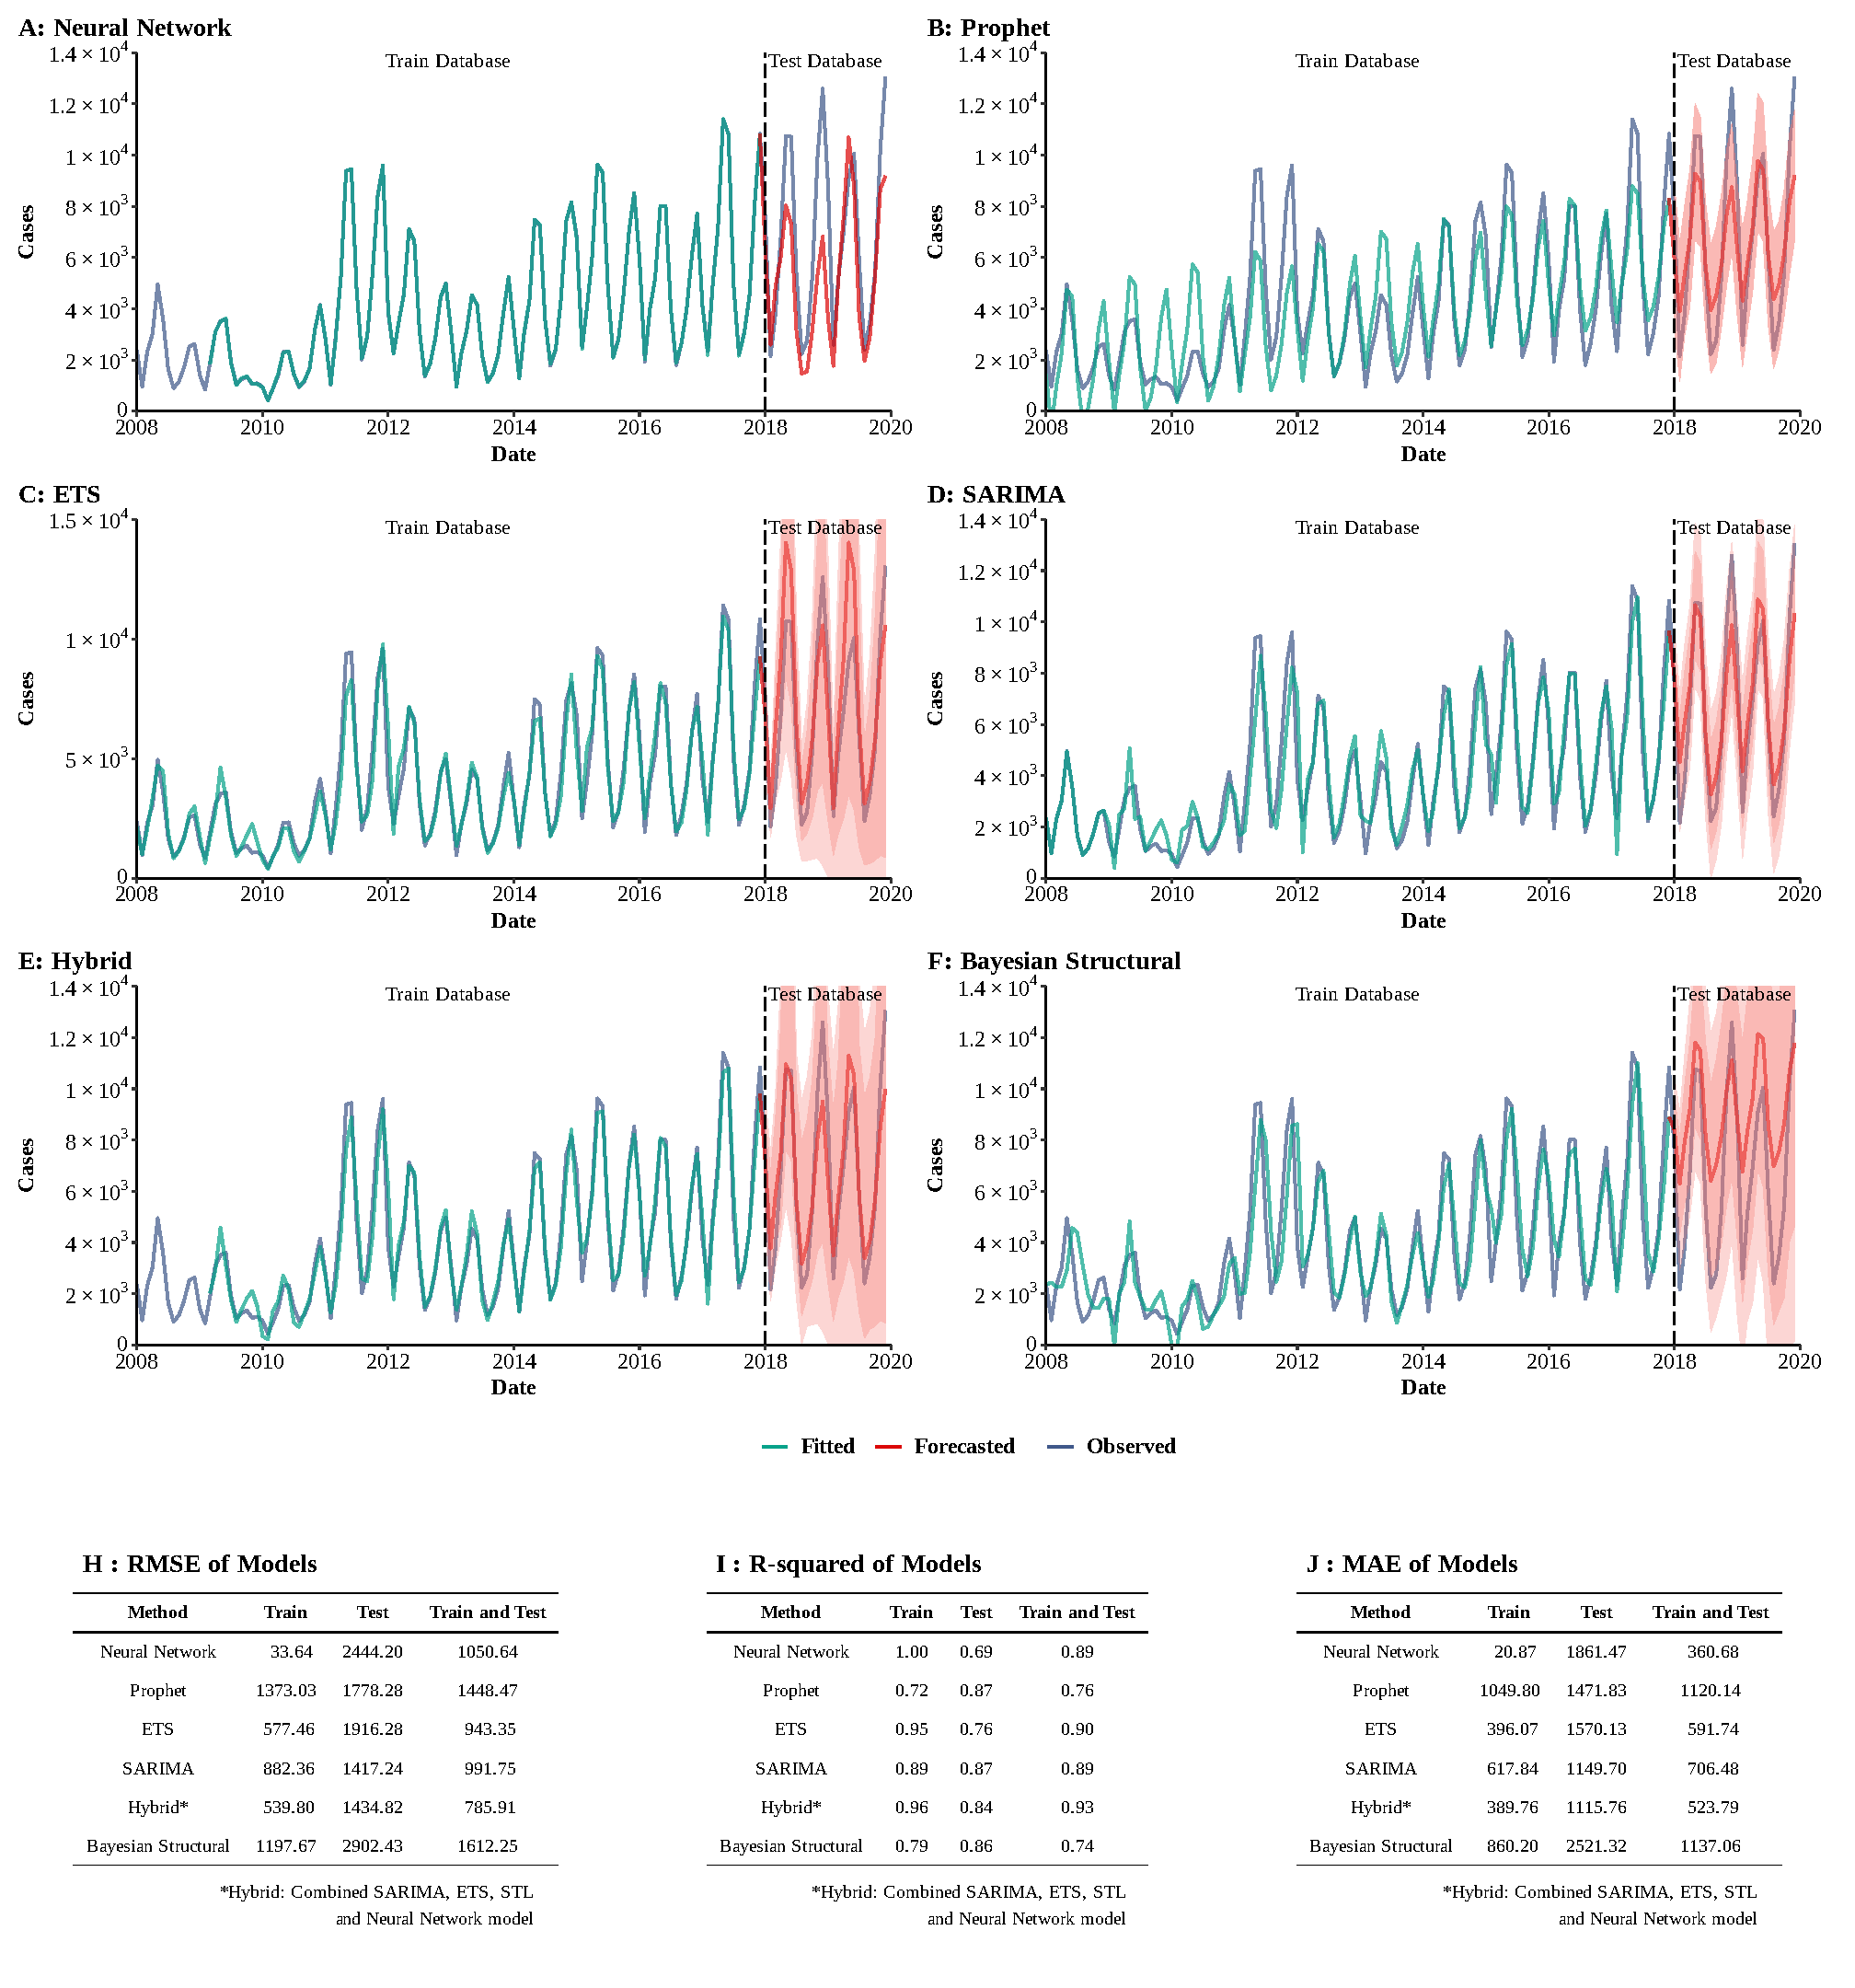 A: Neural Network
1.4 × 10⁴
1.2 × 10⁴
1 × 10⁴
8 × 10³
6 × 10³
4 × 10³
2 × 10³
0
Cases
Train Database
Test Database
2008 2010 2012 2014 2016 2018 2020
Date
B: Prophet
1.4 × 10⁴
1.2 × 10⁴
1 × 10⁴
8 × 10³
6 × 10³
4 × 10³
2 × 10³
0
Cases
Train Database
Test Database
2008 2010 2012 2014 2016 2018 2020
Date
C: ETS
1.5 × 10⁴
1 × 10⁴
5 × 10³
0
Cases
Train Database
Test Database
2008 2010 2012 2014 2016 2018 2020
Date
D: SARIMA
1.4 × 10⁴
1.2 × 10⁴
1 × 10⁴
8 × 10³
6 × 10³
4 × 10³
2 × 10³
0
Cases
Train Database
Test Database
2008 2010 2012 2014 2016 2018 2020
Date
E: Hybrid
1.4 × 10⁴
1.2 × 10⁴
1 × 10⁴
8 × 10³
6 × 10³
4 × 10³
2 × 10³
0
Cases
Train Database
Test Database
2008 2010 2012 2014 2016 2018 2020
Date
F: Bayesian Structural
1.4 × 10⁴
1.2 × 10⁴
1 × 10⁴
8 × 10³
6 × 10³
4 × 10³
2 × 10³
0
Cases
Train Database
Test Database
2008 2010 2012 2014 2016 2018 2020
Date
Fitted Forecasted Observed
H : RMSE of Models
Method Train Test Train and Test
Neural Network 33.64 2444.20 1050.64
Prophet 1373.03 1778.28 1448.47
ETS 577.46 1916.28 943.35
SARIMA 882.36 1417.24 991.75
Hybrid* 539.80 1434.82 785.91
Bayesian Structural 1197.67 2902.43 1612.25
*Hybrid: Combined SARIMA, ETS, STL
and Neural Network model
I : R-squared of Models
Method Train Test Train and Test
Neural Network 1.00 0.69 0.89
Prophet 0.72 0.87 0.76
ETS 0.95 0.76 0.90
SARIMA 0.89 0.87 0.89
Hybrid* 0.96 0.84 0.93
Bayesian Structural 0.79 0.86 0.74
*Hybrid: Combined SARIMA, ETS, STL
and Neural Network model
J : MAE of Models
Method Train Test Train and Test
Neural Network 20.87 1861.47 360.68
Prophet 1049.80 1471.83 1120.14
ETS 396.07 1570.13 591.74
SARIMA 617.84 1149.70 706.48
Hybrid* 389.76 1115.76 523.79
Bayesian Structural 860.20 2521.32 1137.06
*Hybrid: Combined SARIMA, ETS, STL
and Neural Network model